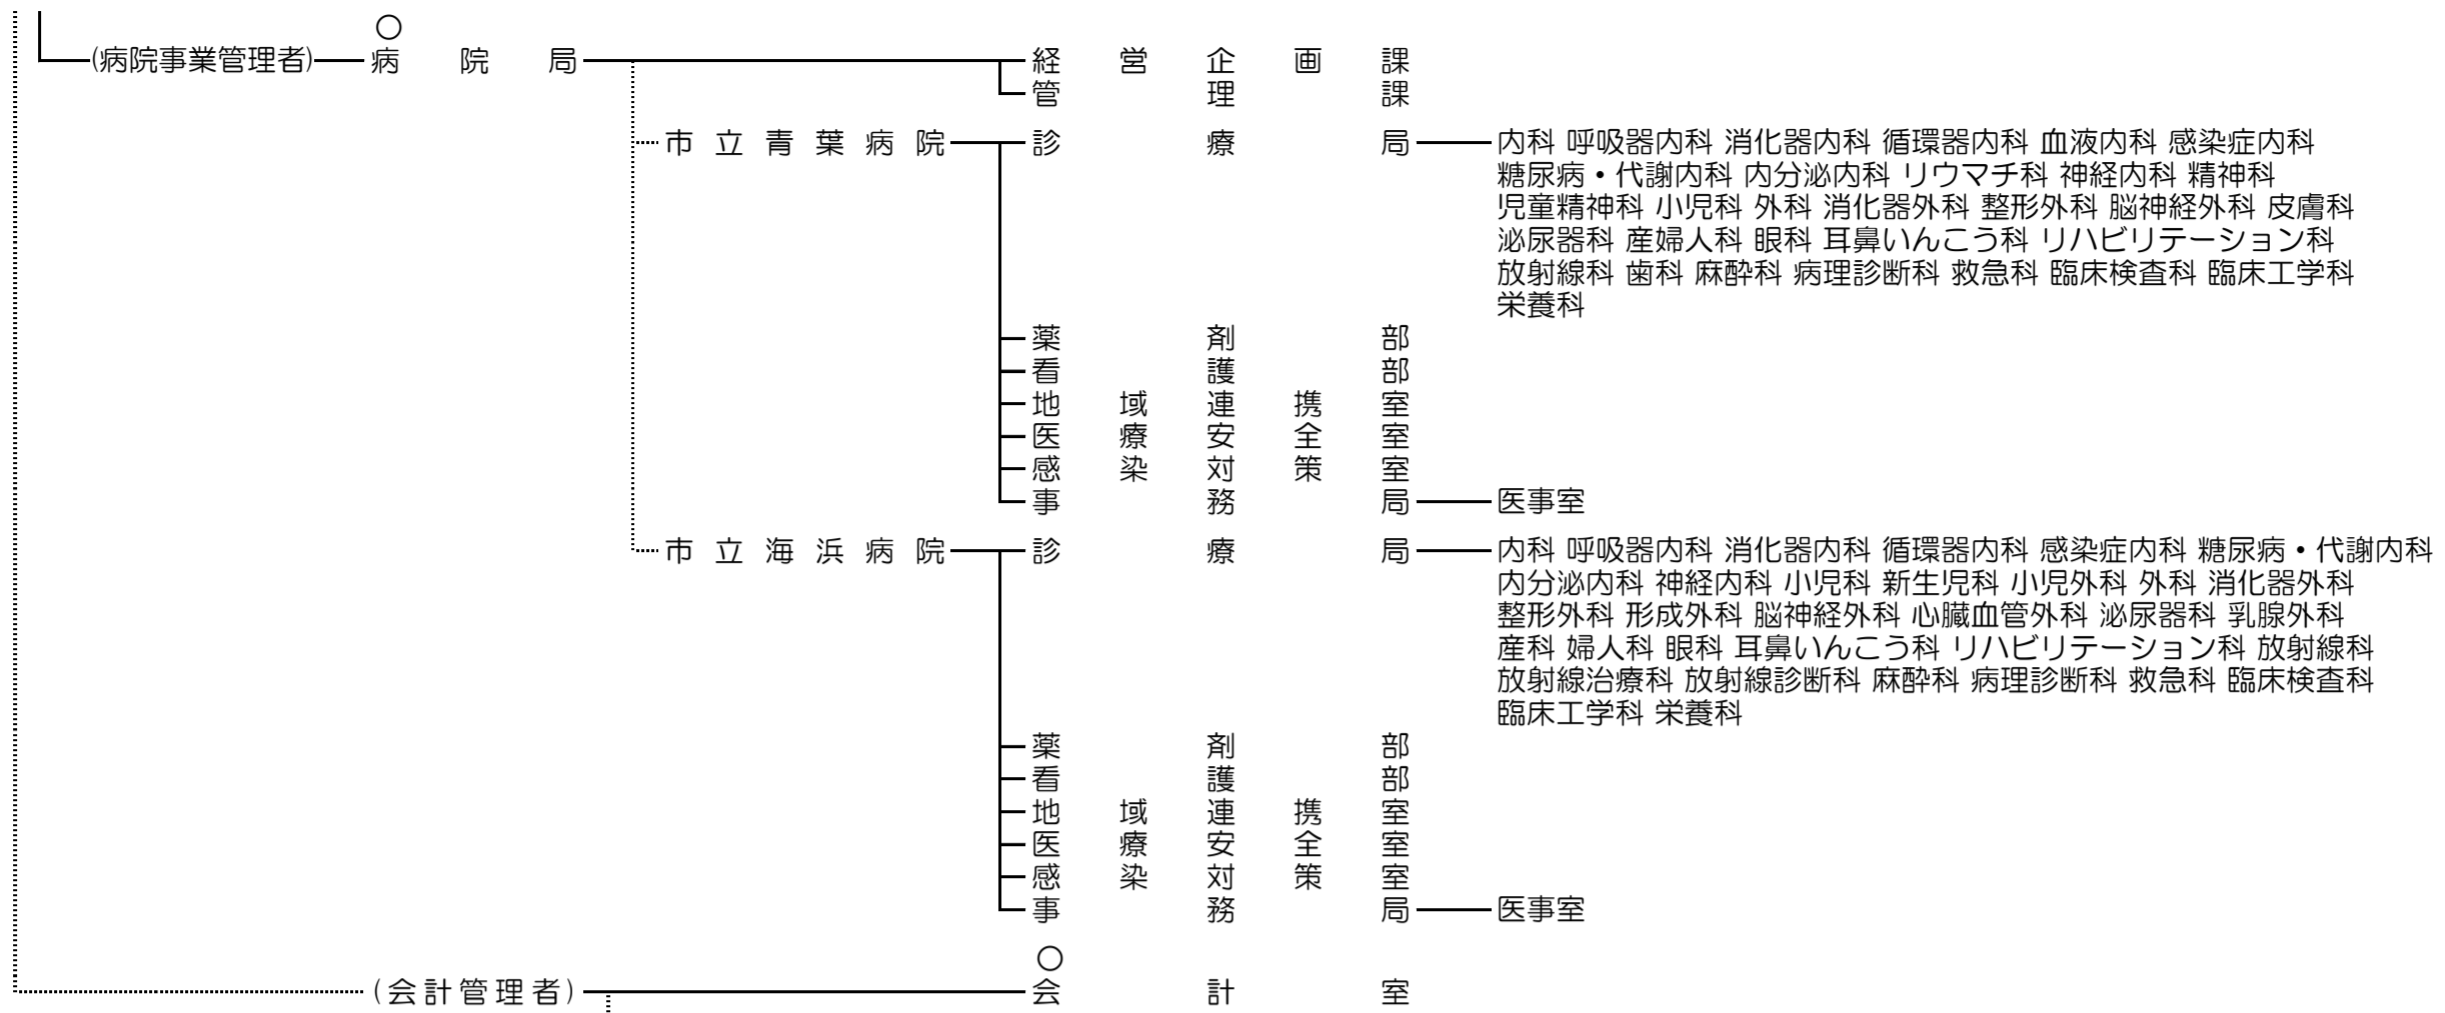 ○
(病院事業管理者) 病院局 経営企画課
管理課
市立青葉病院 診療局 内科 呼吸器内科 消化器内科 循環器内科 血液内科 感染症内科
糖尿病・代謝内科 内分泌内科 リウマチ科 神経内科 精神科
児童精神科 小児科 外科 消化器外科 整形外科 脳神経外科 皮膚科
泌尿器科 産婦人科 眼科 耳鼻いんこう科 リハビリテーション科
放射線科 歯科 麻酔科 病理診断科 救急科 臨床検査科 臨床工学科
栄養科
薬剤部
看護部
地域連携室
医療安全室
感染対策室
事務局 医事室
市立海浜病院 診療局 内科 呼吸器内科 消化器内科 循環器内科 感染症内科 糖尿病・代謝内科
内分泌内科 神経内科 小児科 新生児科 小児外科 外科 消化器外科
整形外科 形成外科 脳神経外科 心臓血管外科 泌尿器科 乳腺外科
産科 婦人科 眼科 耳鼻いんこう科 リハビリテーション科 放射線科
放射線治療科 放射線診断科 麻酔科 病理診断科 救急科 臨床検査科
臨床工学科 栄養科
薬剤部
看護部
地域連携室
医療安全室
感染対策室
事務局 医事室
○
(会計管理者) 会計室